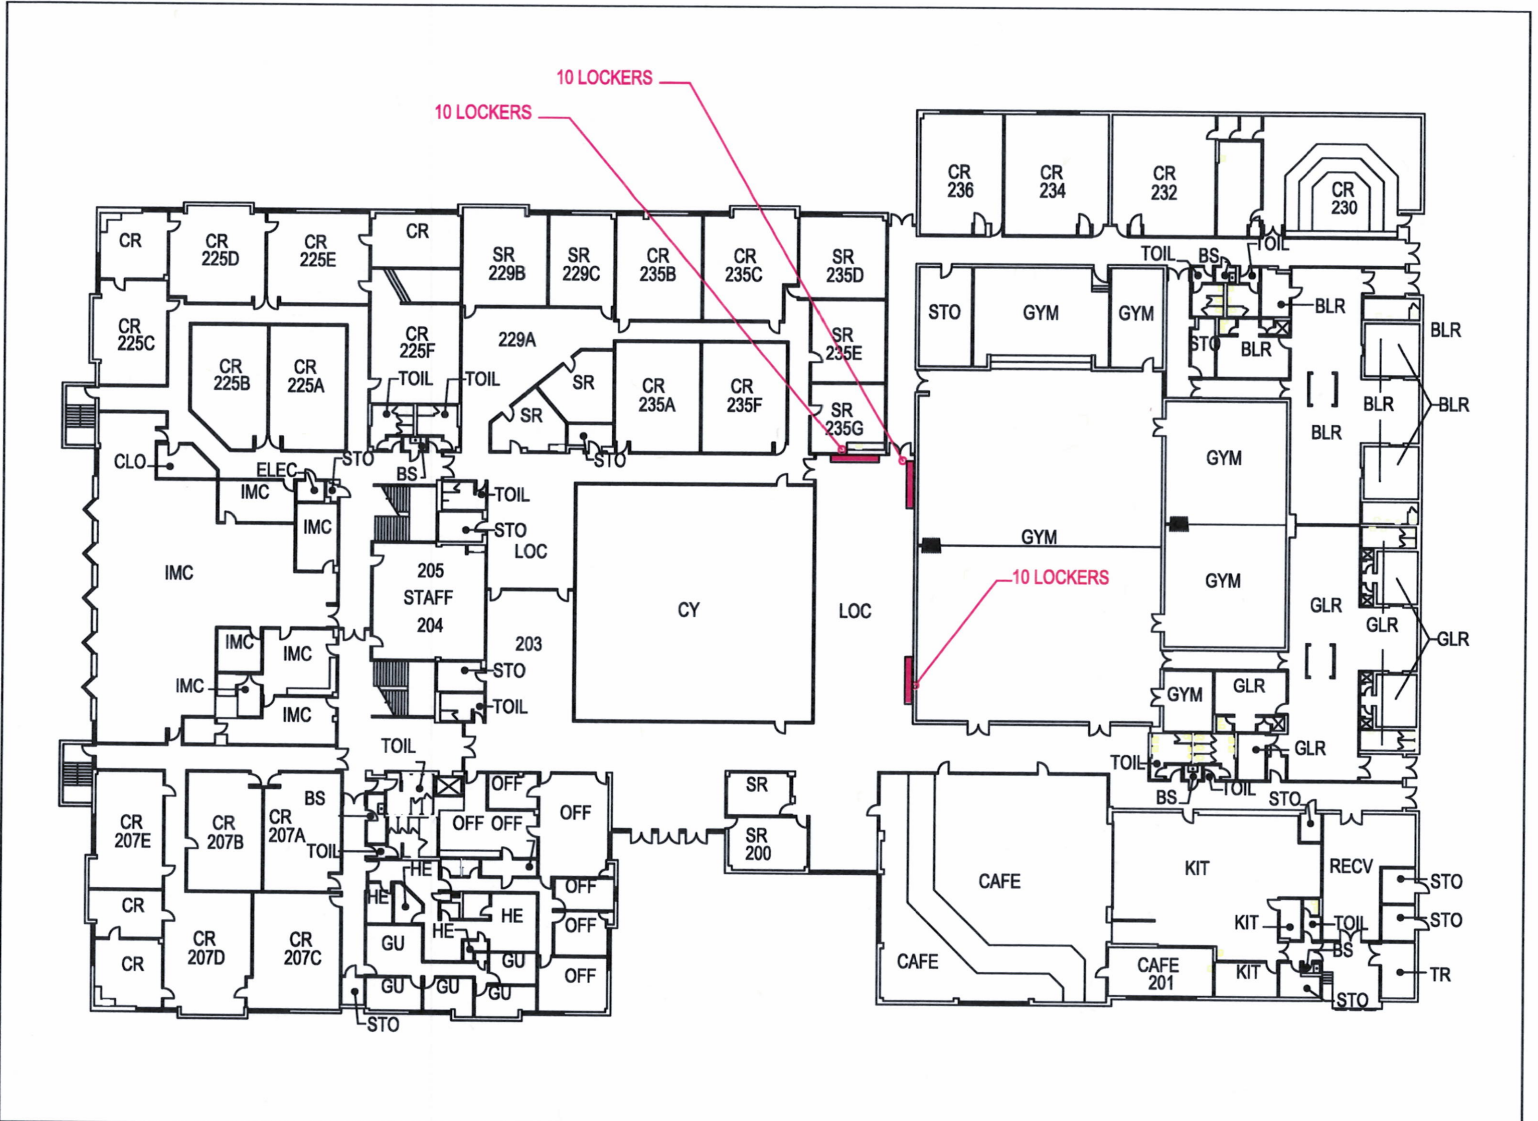 10 LOCKERS
10 LOCKERS
CR
236
CR
234
CR
232
CR
230
CR
CR
225D
CR
225E
CR
SR
229B
SR
229C
CR
235B
CR
235C
SR
235D
TOIL
BS
TOIL
STO
GYM
GYM
BLR
BLR
CR
225C
CR
225F
229A
SR
235E
STO
BLR
CR
225B
CR
225A
TOIL
TOIL
SR
CR
235A
CR
235F
SR
SR
235G
BLR
BLR
BLR
CLO
ELEC
STO
BS
STO
GYM
IMC
TOIL
IMC
STO
LOC
GYM
IMC
205
STAFF
204
10 LOCKERS
GYM
CY
LOC
GLR
GLR
GLR
IMC
IMC
203
STO
IMC
GYM
GLR
IMC
TOIL
TOIL
GLR
TOIL
BS
TOIL
STO
CR
207E
CR
207B
BS
CR
207A
OFF
OFF
OFF
OFF
SR
SR
200
TOIL
HE
CAFE
KIT
RECV
STO
HE
OFF
CR
HE
HE
OFF
KIT
TOIL
STO
CR
207D
CR
207C
GU
BS
CR
GU
OFF
CAFE
CAFE
201
KIT
TR
GU
GU
GU
STO
STO